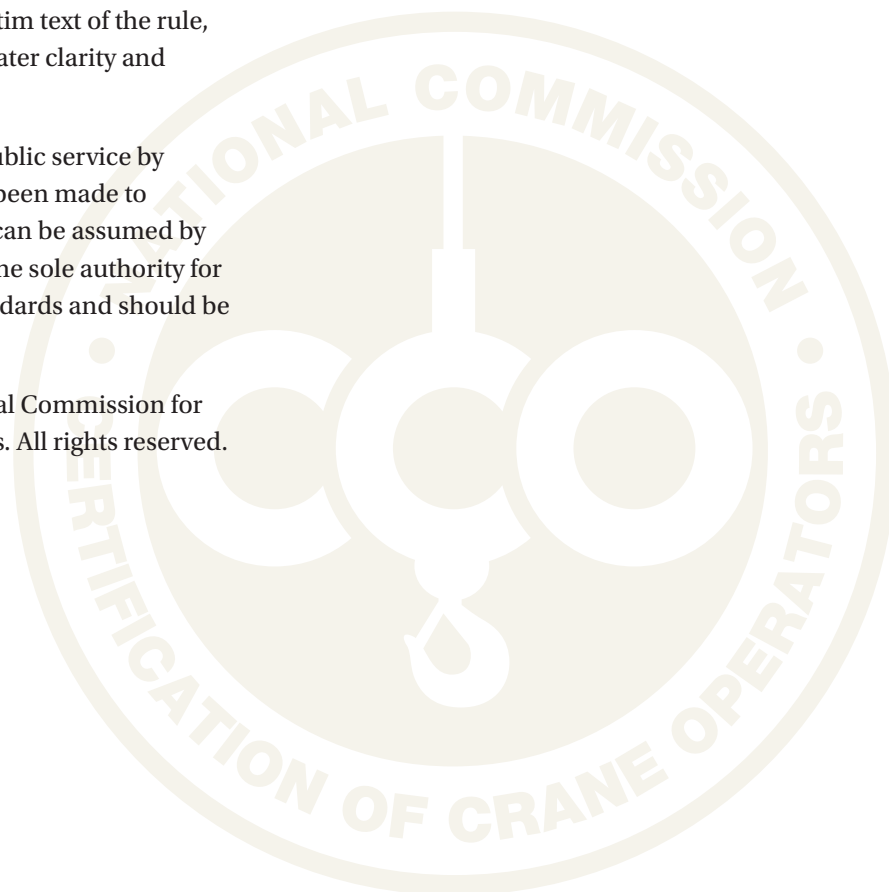 tim text of the rule,
ater clarity and
ublic service by
been made to
can be assumed by
ne sole authority for
dards and should be
al Commission for
s. All rights reserved.
NATIONAL COMMISSION
CERTIFICATION OF CRANE OPERATORS
CCO